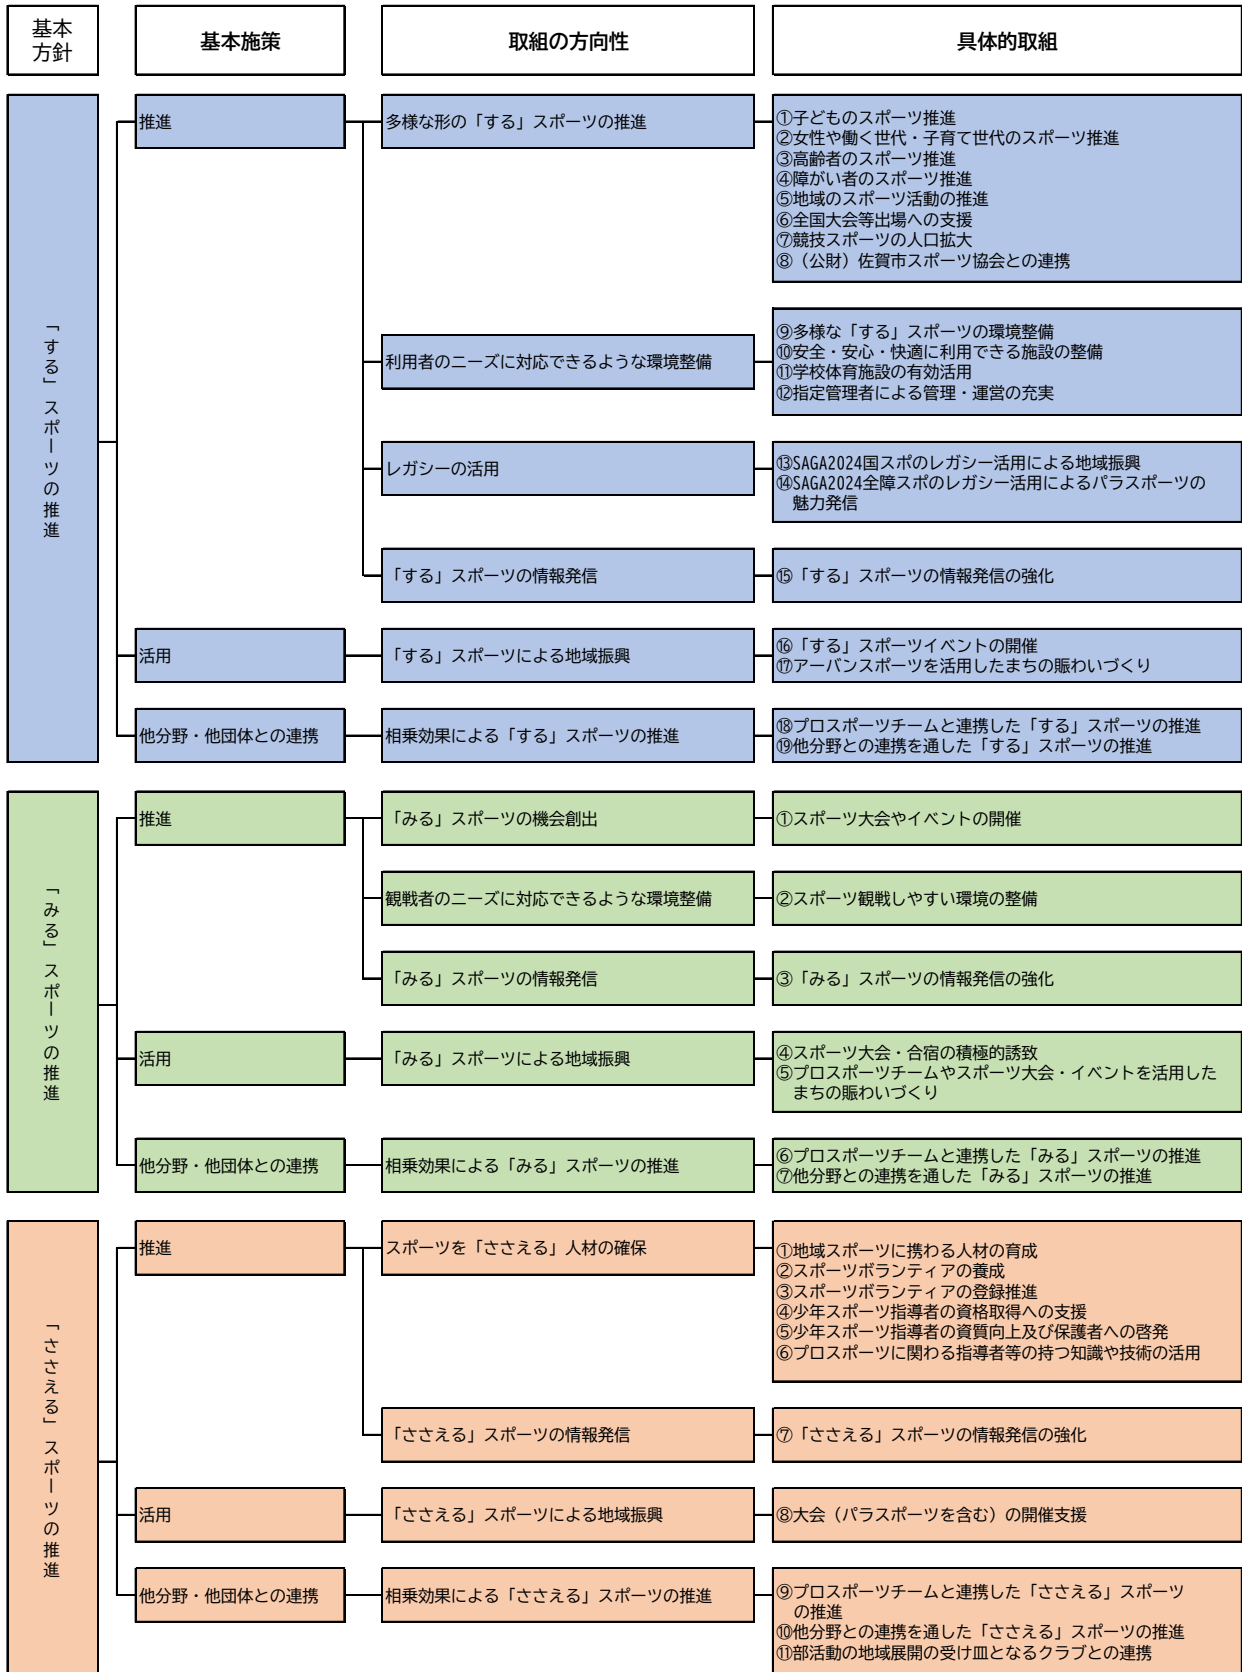 基本
方針
基本施策
取組の方向性
具体的取組
「する」スポーツの推進
推進
多様な形の「する」スポーツの推進
①子どものスポーツ推進
②女性や働く世代・子育て世代のスポーツ推進
③高齢者のスポーツ推進
④障がい者のスポーツ推進
⑤地域のスポーツ活動の推進
⑥全国大会等出場への支援
⑦競技スポーツの人口拡大
⑧（公財）佐賀市スポーツ協会との連携
利用者のニーズに対応できるような環境整備
⑨多様な「する」スポーツの環境整備
⑩安全・安心・快適に利用できる施設の整備
⑪学校体育施設の有効活用
⑫指定管理者による管理・運営の充実
レガシーの活用
⑬SAGA2024国スポのレガシー活用による地域振興
⑭SAGA2024全障スポのレガシー活用によるパラスポーツの
魅力発信
「する」スポーツの情報発信
⑮「する」スポーツの情報発信の強化
活用
「する」スポーツによる地域振興
⑯「する」スポーツイベントの開催
⑰アーバンスポーツを活用したまちの賑わいづくり
他分野・他団体との連携
相乗効果による「する」スポーツの推進
⑱プロスポーツチームと連携した「する」スポーツの推進
⑲他分野との連携を通した「する」スポーツの推進
「みる」スポーツの推進
推進
「みる」スポーツの機会創出
①スポーツ大会やイベントの開催
観戦者のニーズに対応できるような環境整備
②スポーツ観戦しやすい環境の整備
「みる」スポーツの情報発信
③「みる」スポーツの情報発信の強化
活用
「みる」スポーツによる地域振興
④スポーツ大会・合宿の積極的誘致
⑤プロスポーツチームやスポーツ大会・イベントを活用した
まちの賑わいづくり
他分野・他団体との連携
相乗効果による「みる」スポーツの推進
⑥プロスポーツチームと連携した「みる」スポーツの推進
⑦他分野との連携を通した「みる」スポーツの推進
「ささえる」スポーツの推進
推進
スポーツを「ささえる」人材の確保
①地域スポーツに携わる人材の育成
②スポーツボランティアの養成
③スポーツボランティアの登録推進
④少年スポーツ指導者の資格取得への支援
⑤少年スポーツ指導者の資質向上及び保護者への啓発
⑥プロスポーツに関わる指導者等の持つ知識や技術の活用
「ささえる」スポーツの情報発信
⑦「ささえる」スポーツの情報発信の強化
活用
「ささえる」スポーツによる地域振興
⑧大会（パラスポーツを含む）の開催支援
他分野・他団体との連携
相乗効果による「ささえる」スポーツの推進
⑨プロスポーツチームと連携した「ささえる」スポーツ
の推進
⑩他分野との連携を通した「ささえる」スポーツの推進
⑪部活動の地域展開の受け皿となるクラブとの連携